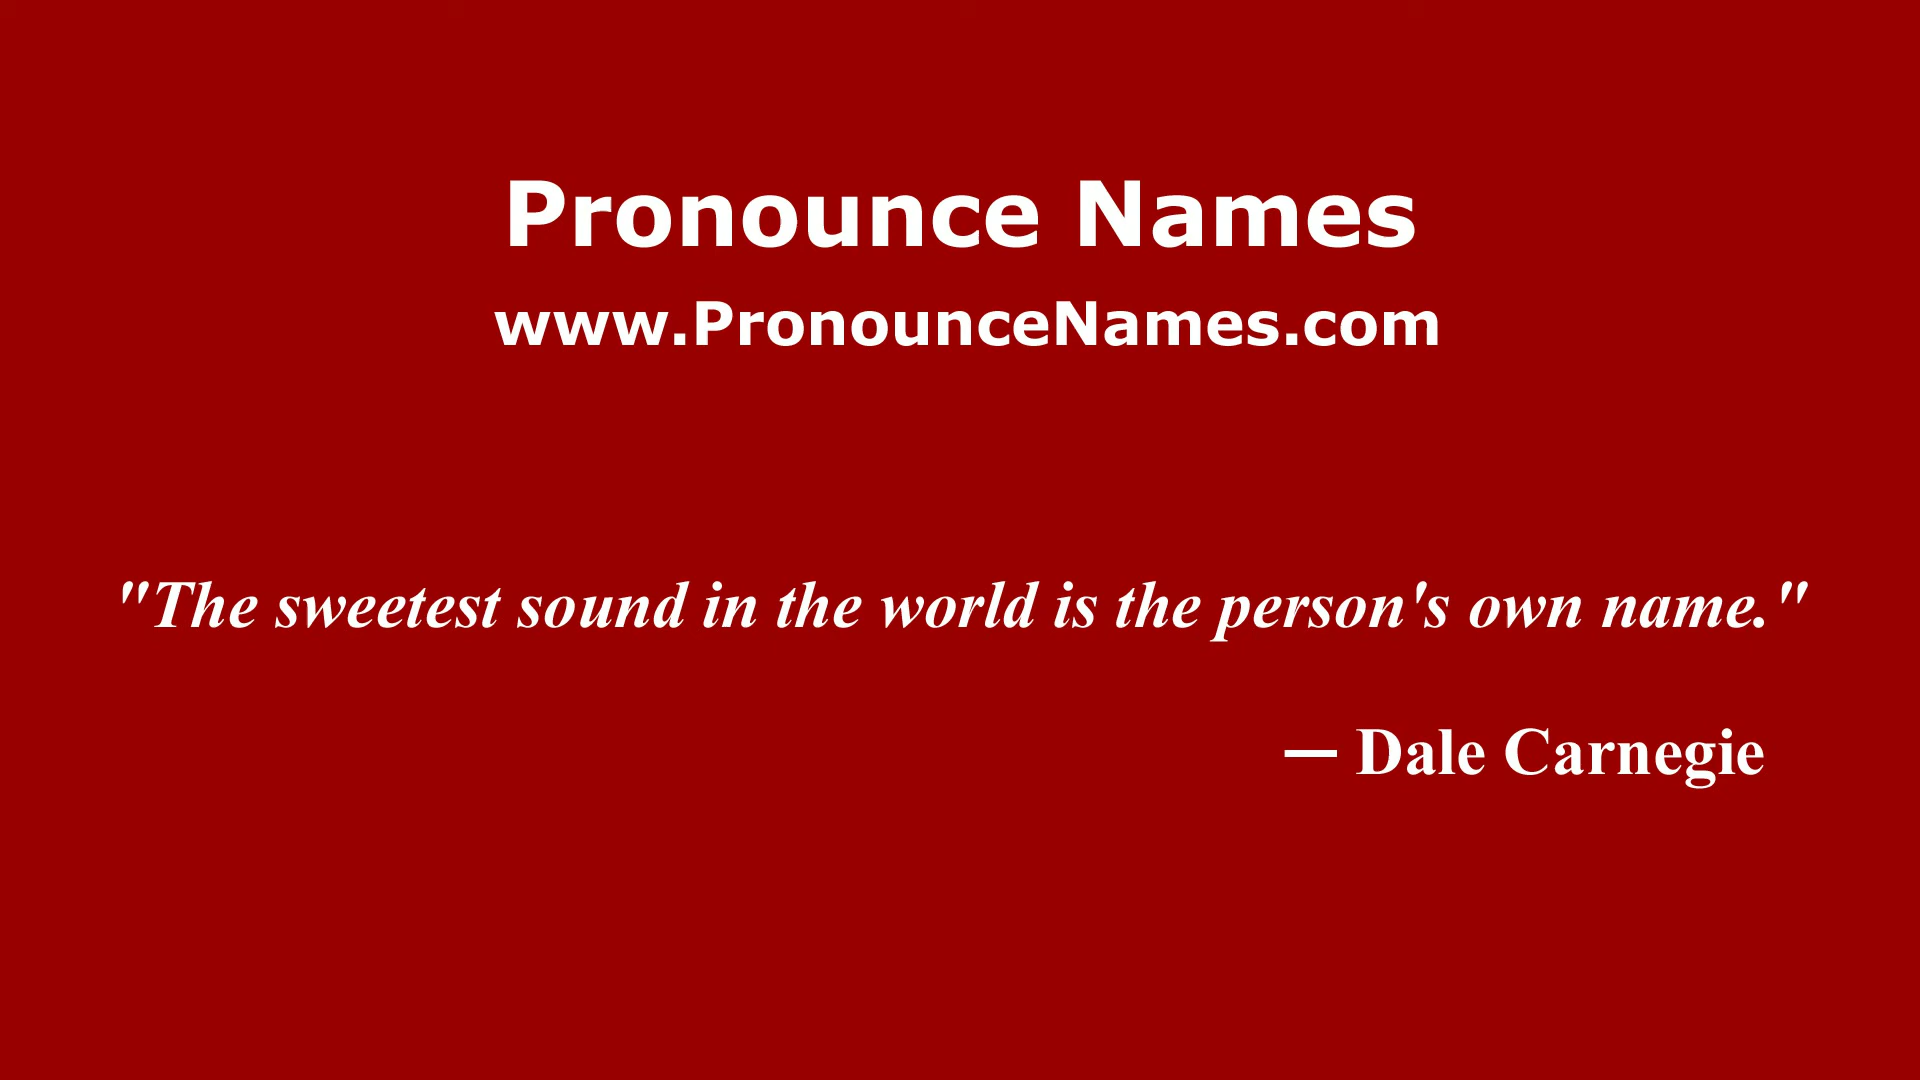 Pronounce Names
www.PronounceNames.com
"The sweetest sound in the world is the person's own name."
— Dale Carnegie